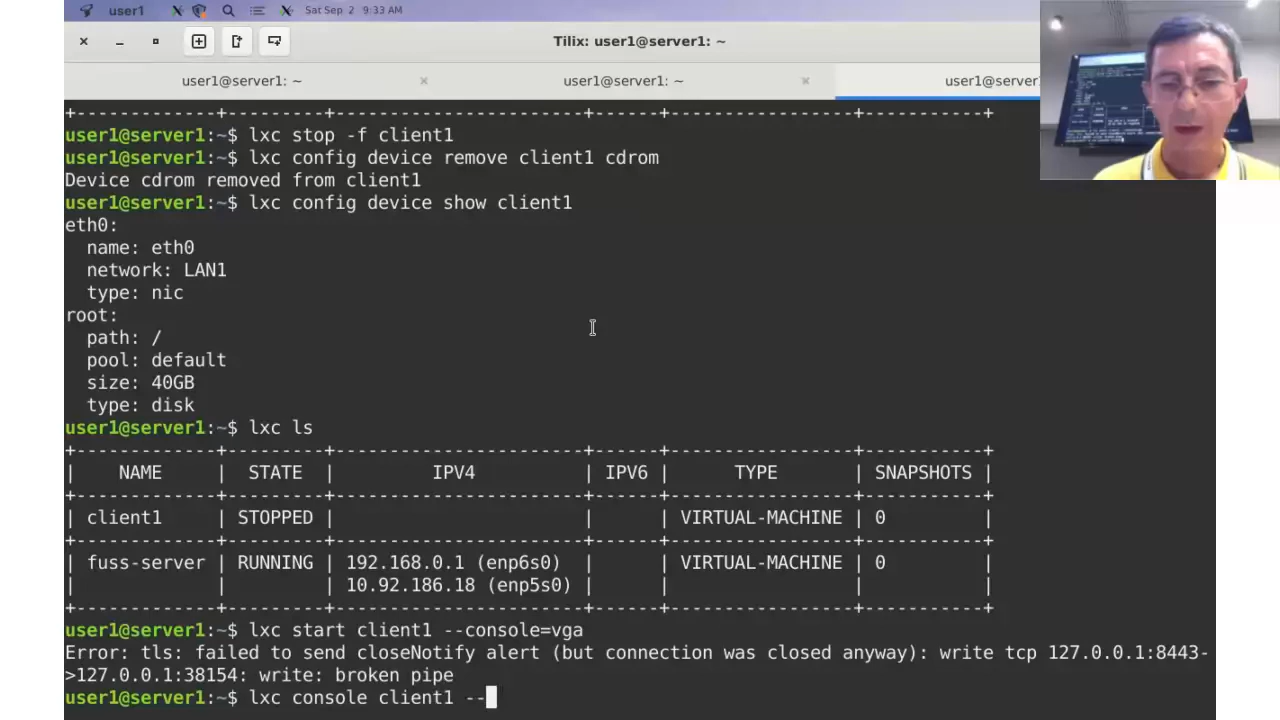 user1 Sat Sep 2 9:33 AM
Tilix: user1@server1: ~
user1@server1: ~ user1@server1: ~ user1@server1:
+-------------+---------+------------------------+------+-----------------+-----------+
user1@server1:~$ lxc stop -f client1
user1@server1:~$ lxc config device remove client1 cdrom
Device cdrom removed from client1
user1@server1:~$ lxc config device show client1
eth0:
  name: eth0
  network: LAN1
  type: nic
root:
  path: /
  pool: default
  size: 40GB
  type: disk
user1@server1:~$ lxc ls
+-------------+---------+-----------------------+------+-----------------+-----------+
|    NAME     |  STATE  |         IPV4          | IPV6 |      TYPE       | SNAPSHOTS |
+-------------+---------+-----------------------+------+-----------------+-----------+
| client1     | STOPPED |                       |      | VIRTUAL-MACHINE | 0         |
+-------------+---------+-----------------------+------+-----------------+-----------+
| fuss-server | RUNNING | 192.168.0.1 (enp6s0)  |      | VIRTUAL-MACHINE | 0         |
|             |         | 10.92.186.18 (enp5s0) |      |                 |           |
+-------------+---------+-----------------------+------+-----------------+-----------+
user1@server1:~$ lxc start client1 --console=vga
Error: tls: failed to send closeNotify alert (but connection was closed anyway): write tcp 127.0.0.1:8443-
>127.0.0.1:38154: write: broken pipe
user1@server1:~$ lxc console client1 --